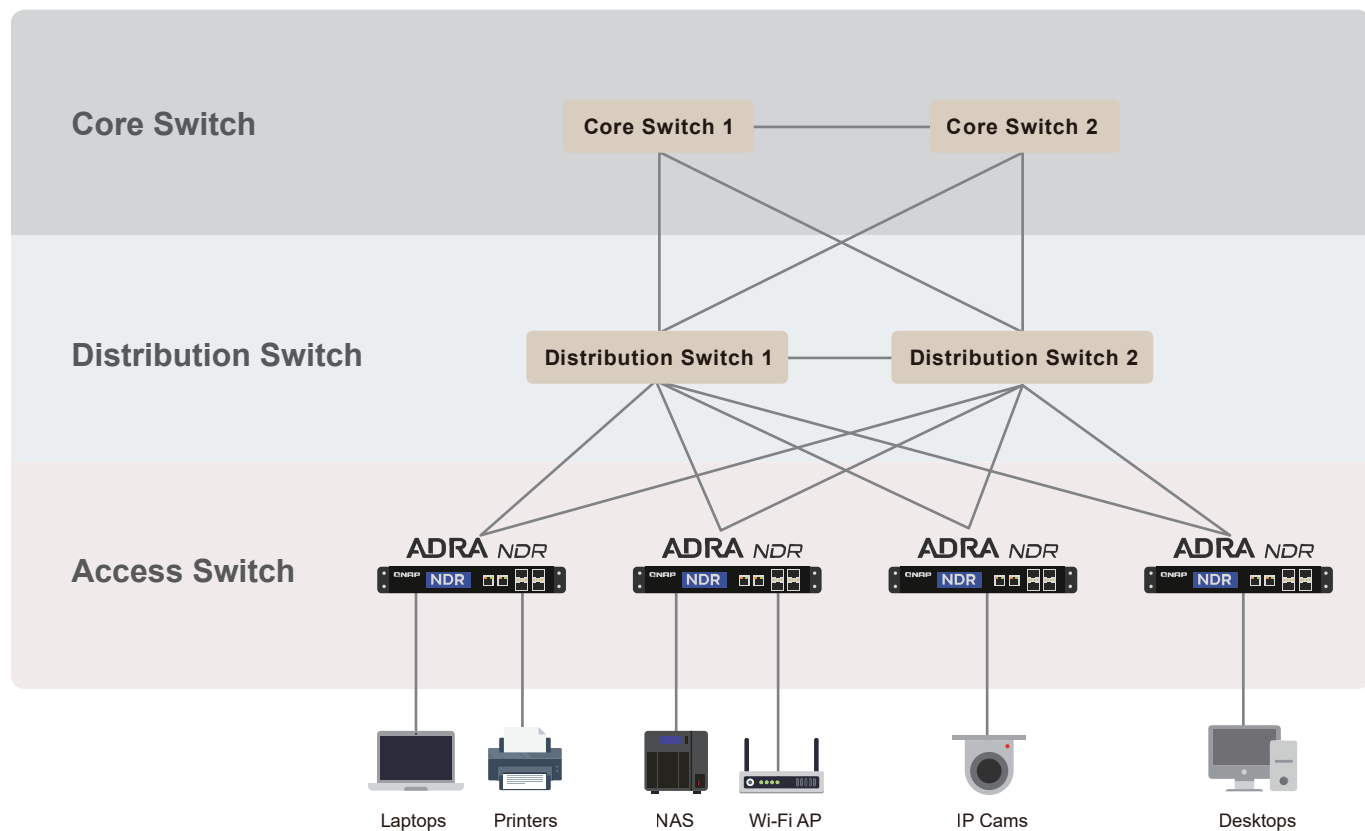 Core Switch
Core Switch 1
Core Switch 2
Distribution Switch
Distribution Switch 1
Distribution Switch 2
Access Switch
ADRA NDR
ADRA NDR
ADRA NDR
ADRA NDR
QNAP NDR
QNAP NDR
QNAP NDR
QNAP NDR
Laptops
Printers
NAS
Wi-Fi AP
IP Cams
Desktops